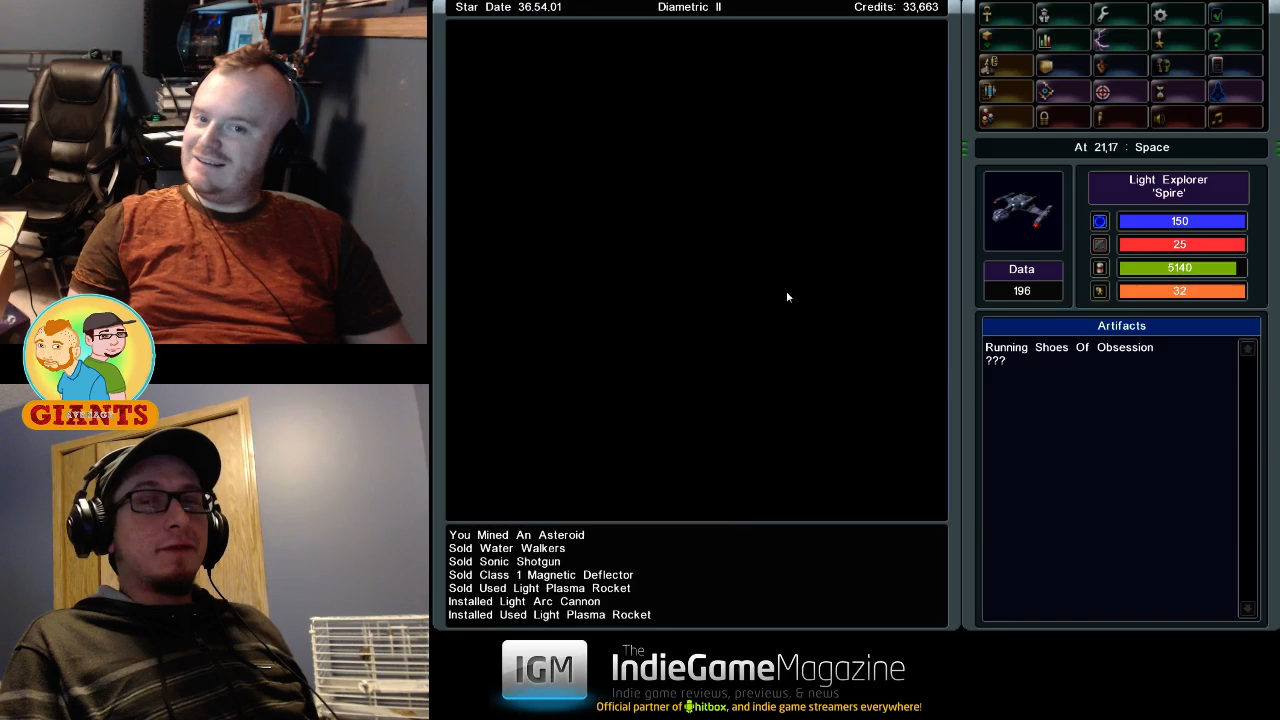 Star Date 36.54.01
Diametric II
Credits: 33,663
At 21,17 : Space
Light Explorer
'Spire'
150
25
5140
32
Data
196
Artifacts
Running Shoes Of Obsession
???
You Mined An Asteroid
Sold Water Walkers
Sold Sonic Shotgun
Sold Class 1 Magnetic Deflector
Sold Used Light Plasma Rocket
Installed Light Arc Cannon
Installed Used Light Plasma Rocket
AVERAGE
GIANTS
IGM
The
IndieGameMagazine
Indie game reviews, previews, & news
Official partner of hitbox, and indie game streamers everywhere!